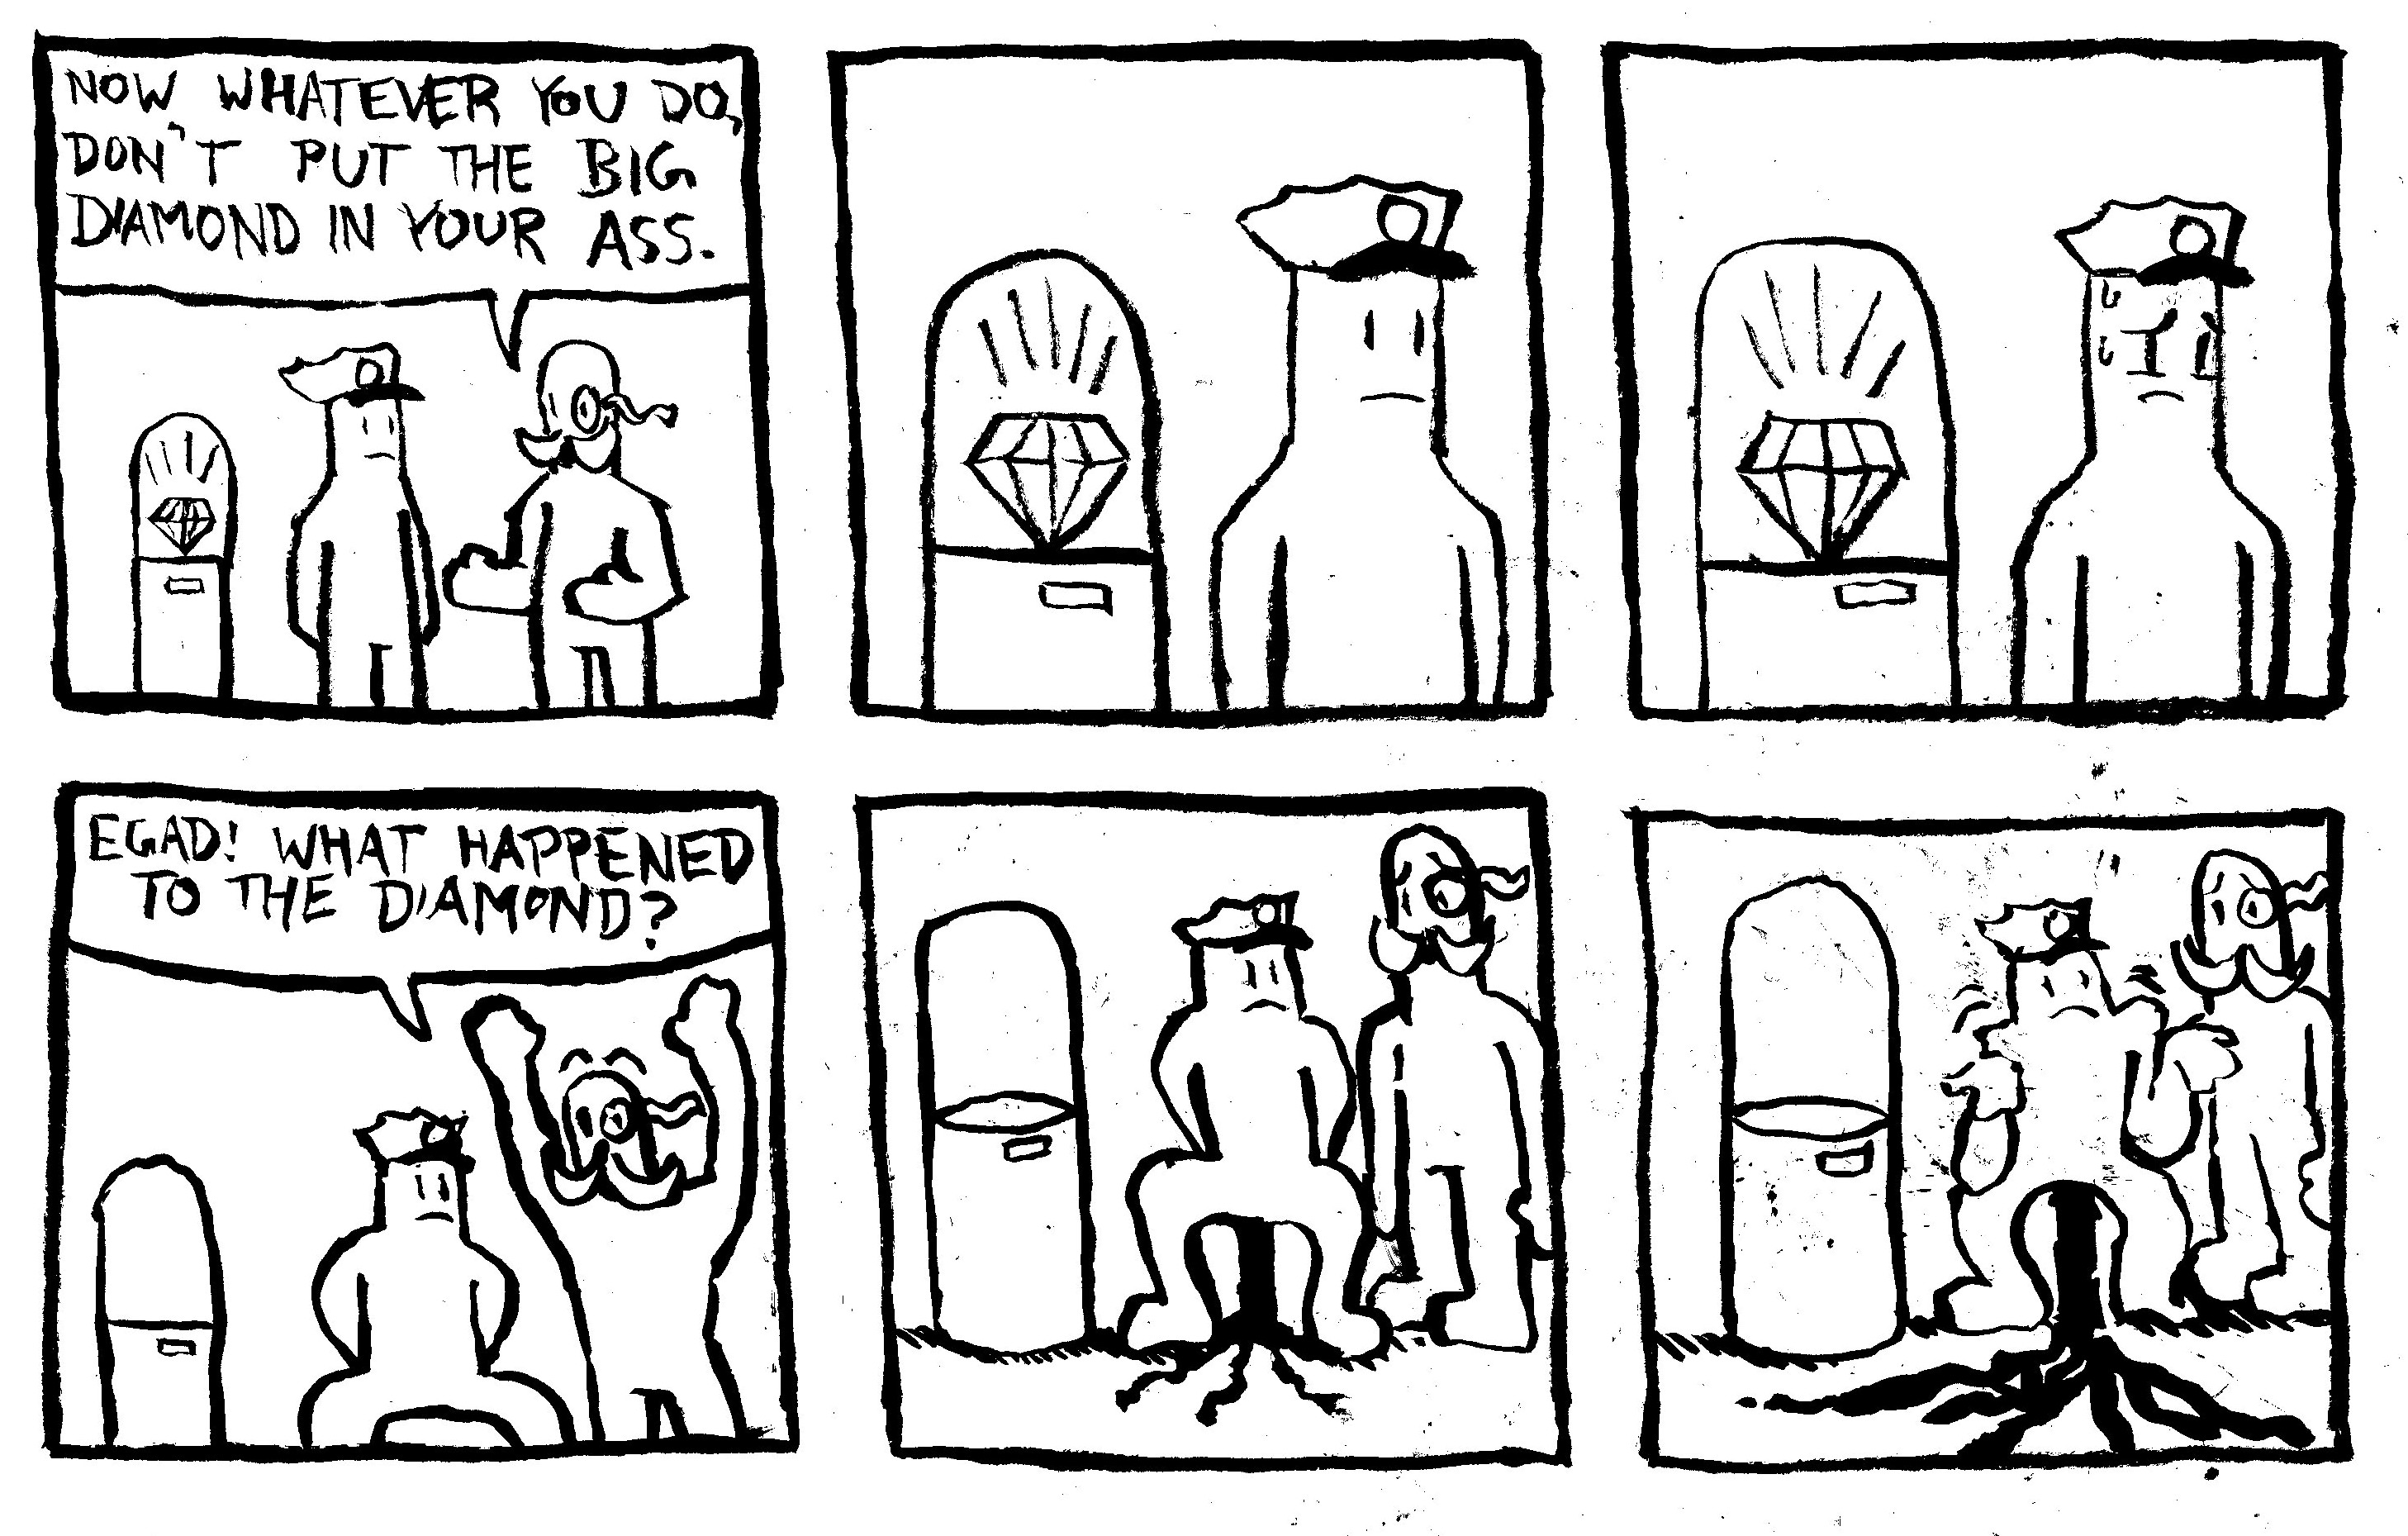 NOW, WHATEVER YOU DO,
DON'T PUT THE BIG
DIAMOND IN YOUR ASS.
EGAD! WHAT HAPPENED
TO THE DIAMOND?